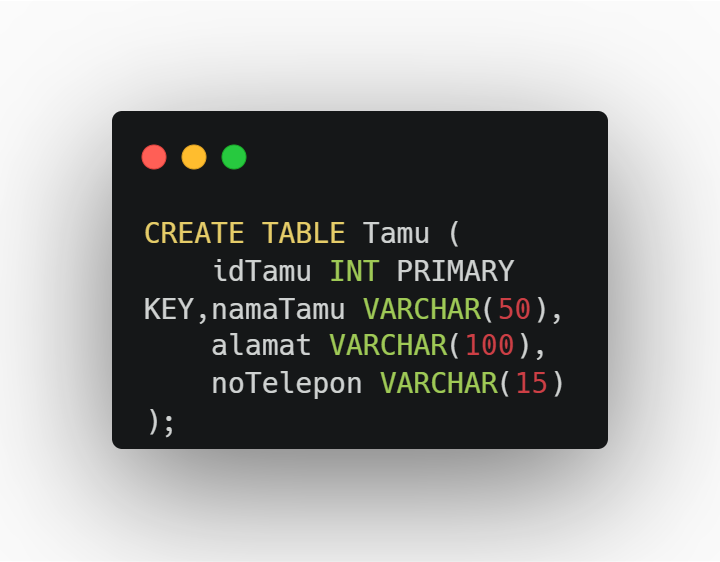 CREATE TABLE Tamu (
    idTamu INT PRIMARY
KEY,namaTamu VARCHAR(50),
    alamat VARCHAR(100),
    noTelepon VARCHAR(15)
);